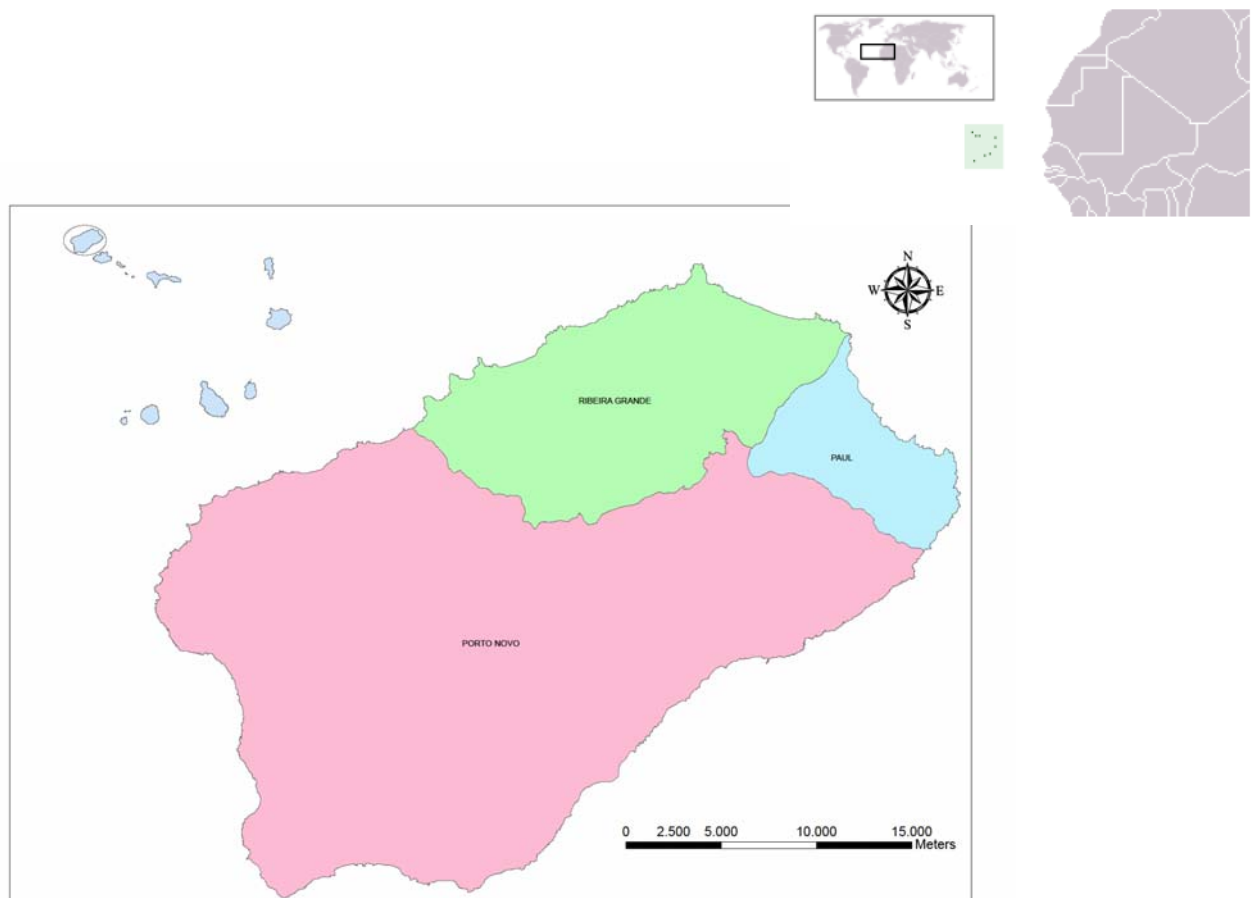 N
W
E
S
RIBEIRA GRANDE
PAUL
PORTO NOVO
0 2.500 5.000 10.000 15.000
Meters